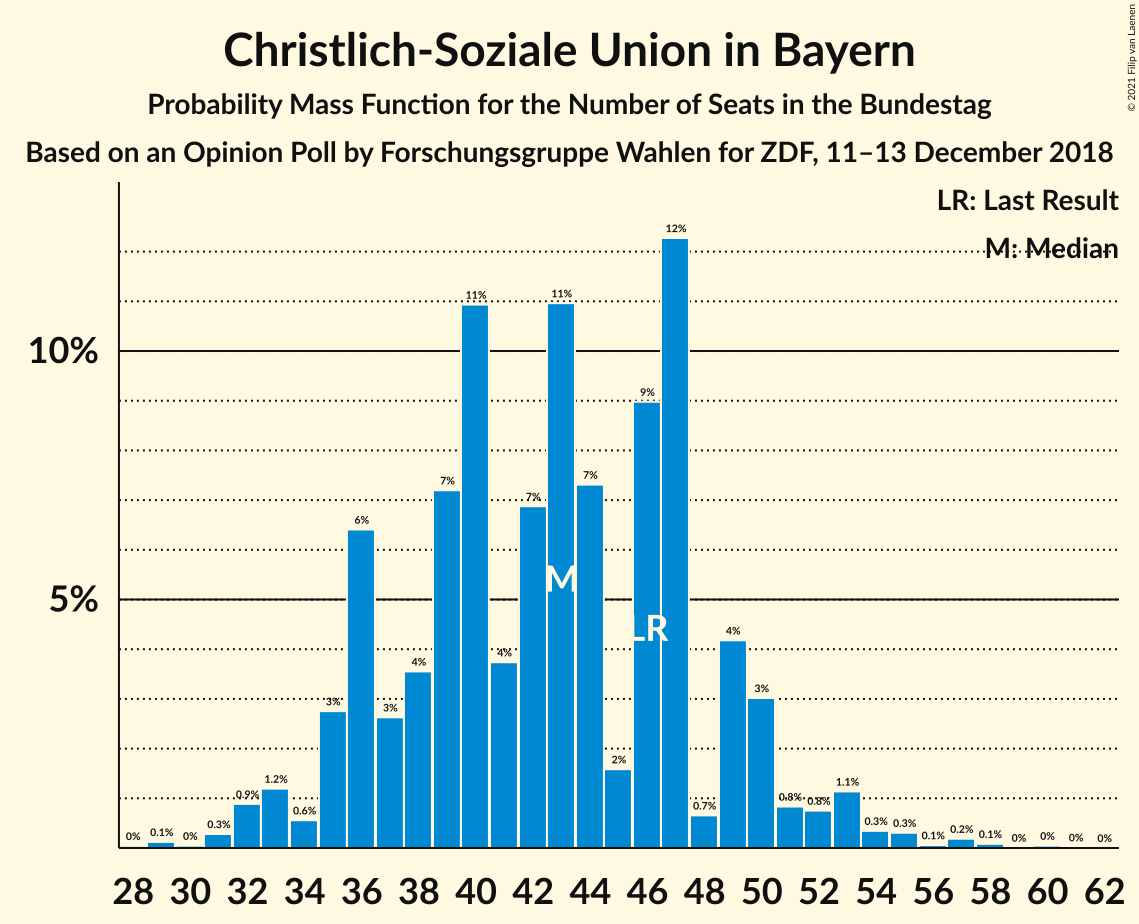 Christlich-Soziale Union in Bayern
Probability Mass Function for the Number of Seats in the Bundestag
Based on an Opinion Poll by Forschungsgruppe Wahlen for ZDF, 11–13 December 2018
© 2021 Filip van Laenen
LR: Last Result
M: Median
10%
5%
0% 0.1% 0% 0.3% 0.9% 1.2% 0.6% 3% 6% 3% 4% 7% 11% 4% 7% 11% 7% 2% 9% 12% 0.7% 4% 3% 0.8% 0.8% 1.1% 0.3% 0.3% 0.1% 0.2% 0.1% 0% 0% 0% 0%
M
LR
28 30 32 34 36 38 40 42 44 46 48 50 52 54 56 58 60 62